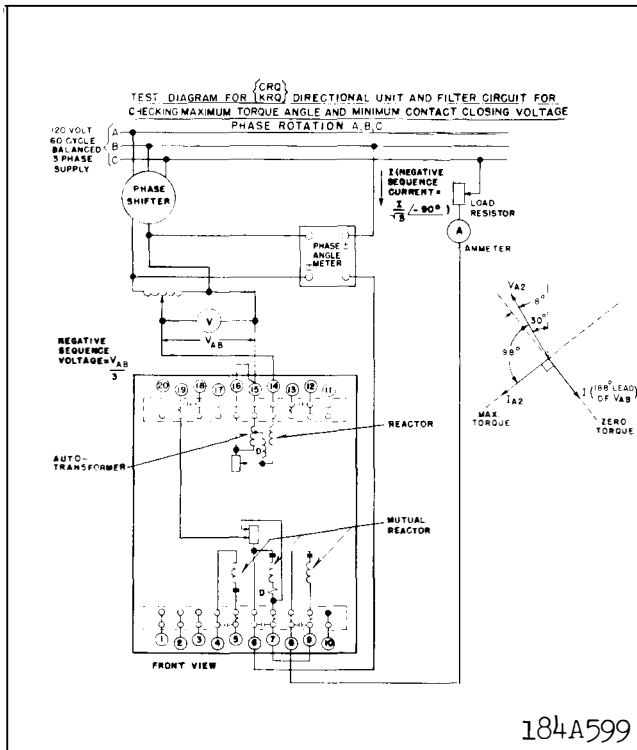 TEST DIAGRAM FOR {CRQ KRQ} DIRECTIONAL UNIT AND FILTER CIRCUIT FOR
CHECKING MAXIMUM TORQUE ANGLE AND MINIMUM CONTACT CLOSING VOLTAGE
PHASE ROTATION A,B,C
120 VOLT
60 CYCLE
BALANCED
3 PHASE
SUPPLY
A
B
C
PHASE
SHIFTER
I (NEGATIVE
SEQUENCE
CURRENT =
I/√3 /-90°)
LOAD
RESISTOR
A
AMMETER
PHASE ±
ANGLE
± METER
V
VAB
NEGATIVE
SEQUENCE
VOLTAGE = VAB/3
VA2
8°
30°
98°
IA2
I (188° LEAD
OF VAB)
MAX.
TORQUE
ZERO
TORQUE
20 19 18 17 16 15 14 13 12 11
REACTOR
AUTO-
TRANSFORMER
D
MUTUAL
REACTOR
D
1 2 3 4 5 6 7 8 9 10
FRONT VIEW
184A599